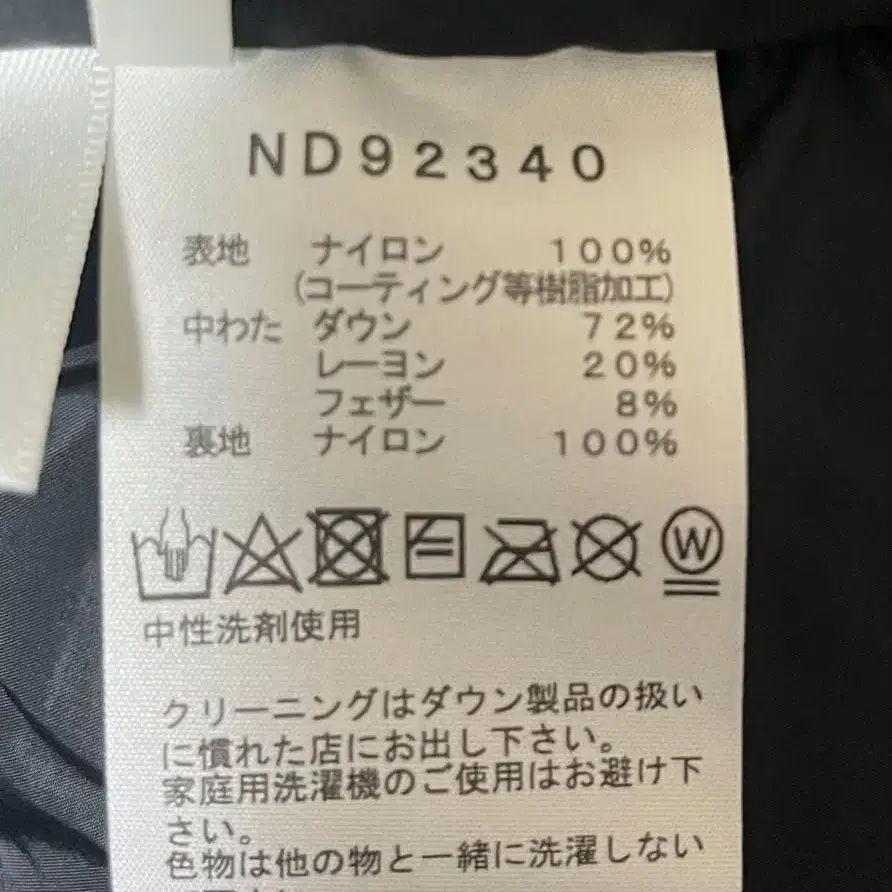 ND92340
表地 ナイロン 100%
(コーティング等樹脂加工)
中わた ダウン 72%
レーヨン 20%
フェザー 8%
裏地 ナイロン 100%
W
中性洗剤使用
クリーニングはダウン製品の扱い
に慣れた店にお出し下さい。
家庭用洗濯機のご使用はお避け下
さい。
色物は他の物と一緒に洗濯しない